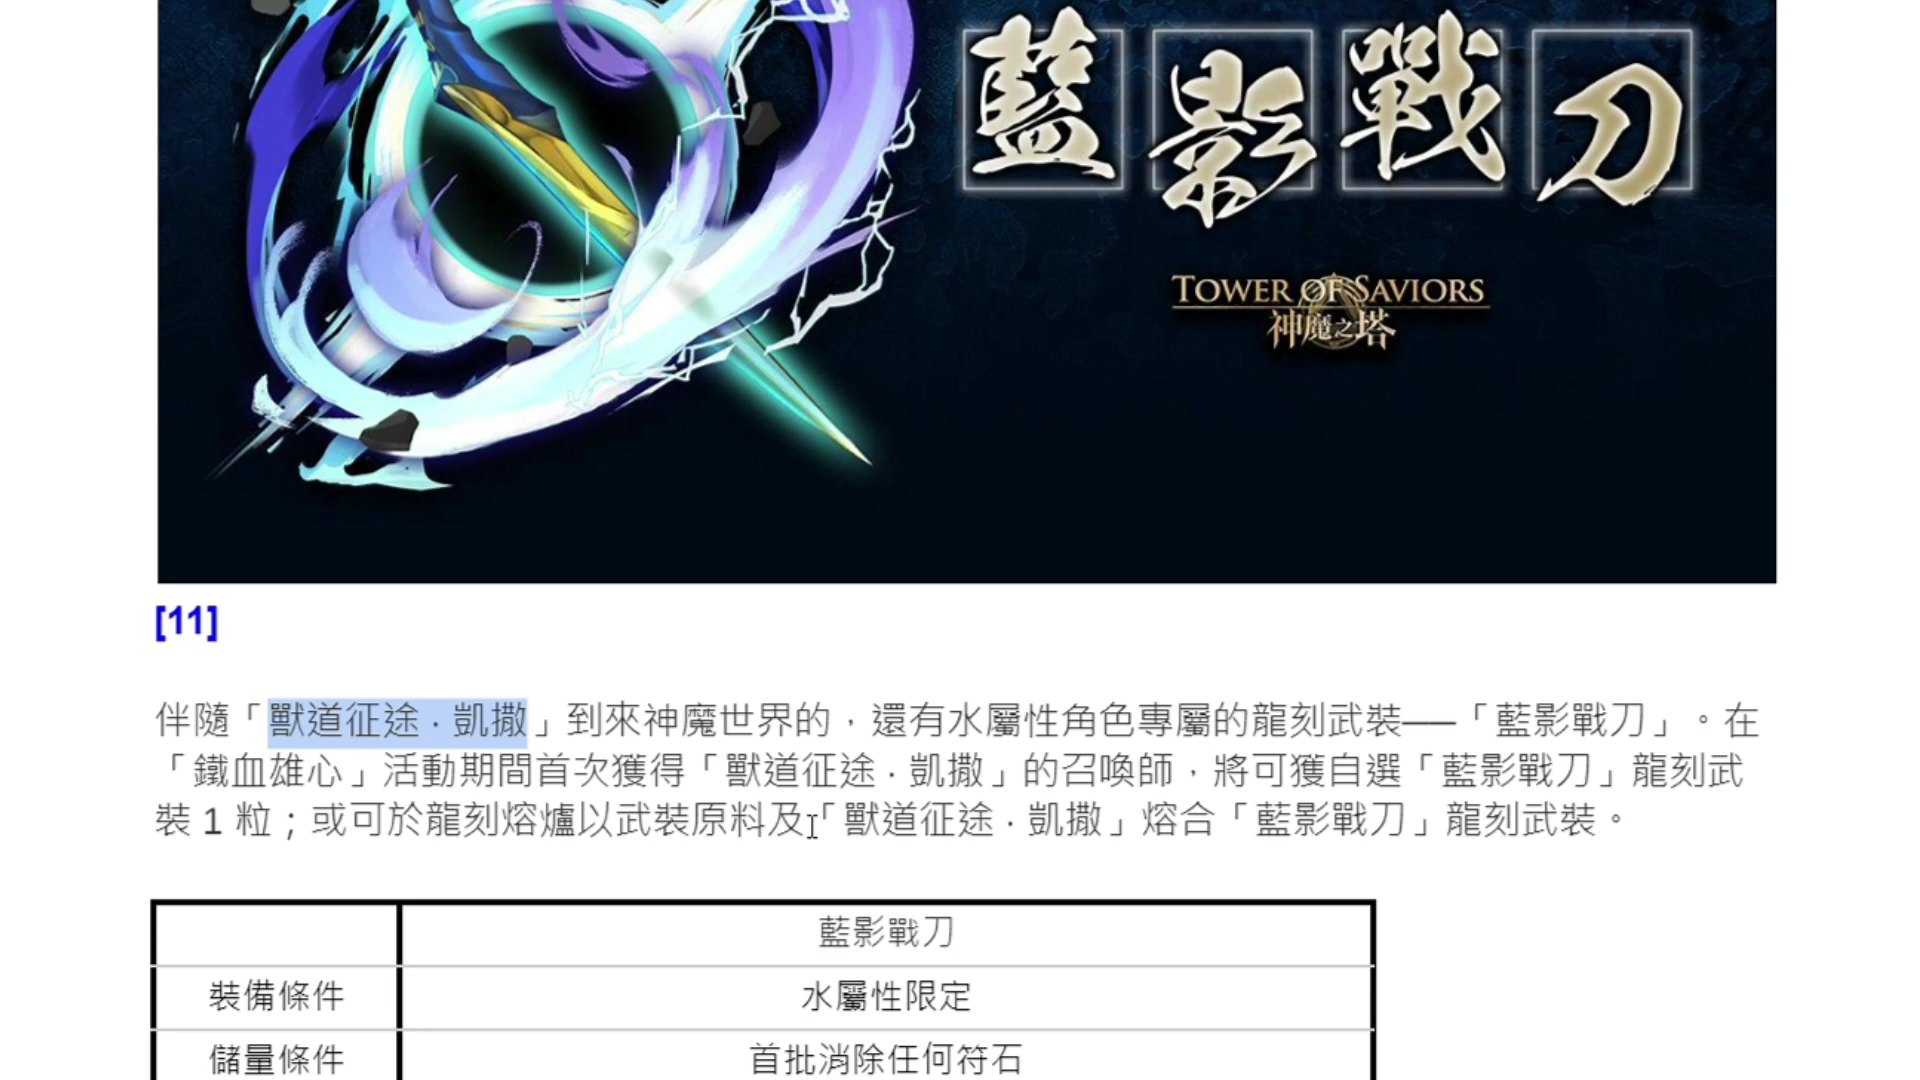 藍影戰刀
TOWER OF SAVIORS
神魔之塔
[11]
伴隨「獸道征途 ‧ 凱撒」到來神魔世界的，還有水屬性角色專屬的龍刻武裝──「藍影戰刀」。在
「鐵血雄心」活動期間首次獲得「獸道征途 ‧ 凱撒」的召喚師，將可獲自選「藍影戰刀」龍刻武
裝 1 粒；或可於龍刻熔爐以武裝原料及「獸道征途 ‧ 凱撒」熔合「藍影戰刀」龍刻武裝。
藍影戰刀
裝備條件 水屬性限定
儲量條件 首批消除任何符石